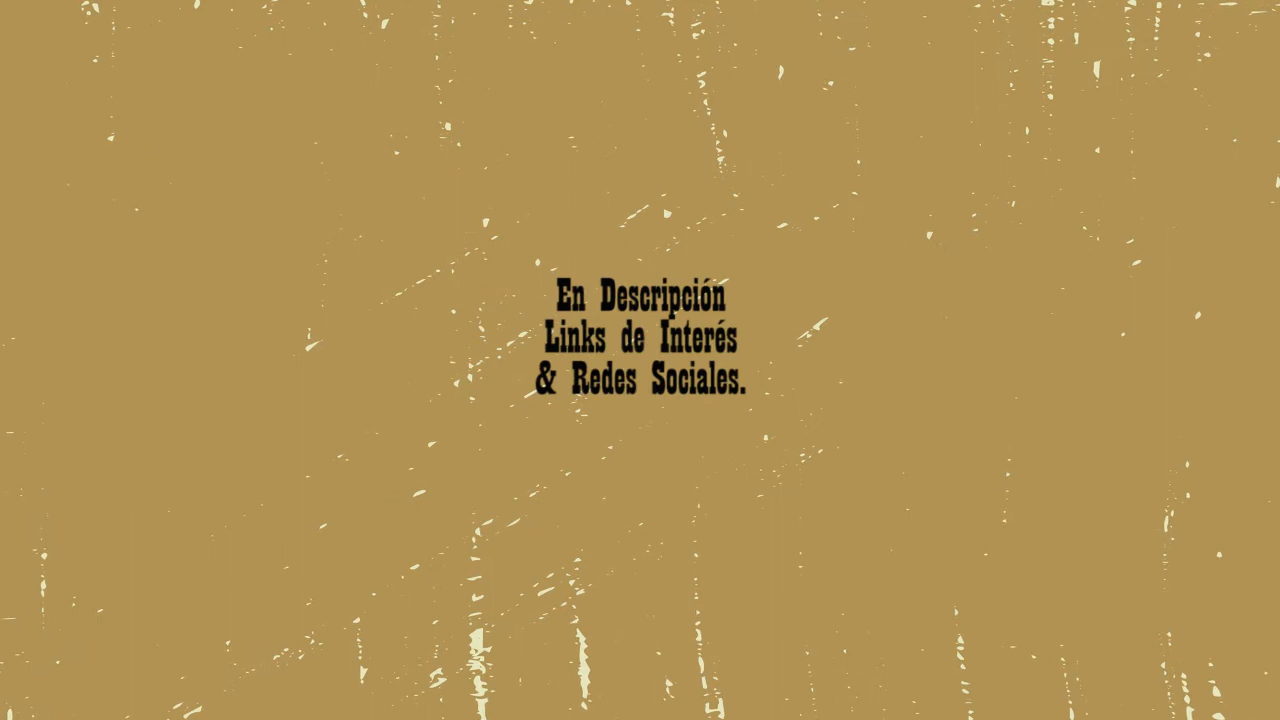 En Descripción
Links de Interés
& Redes Sociales.